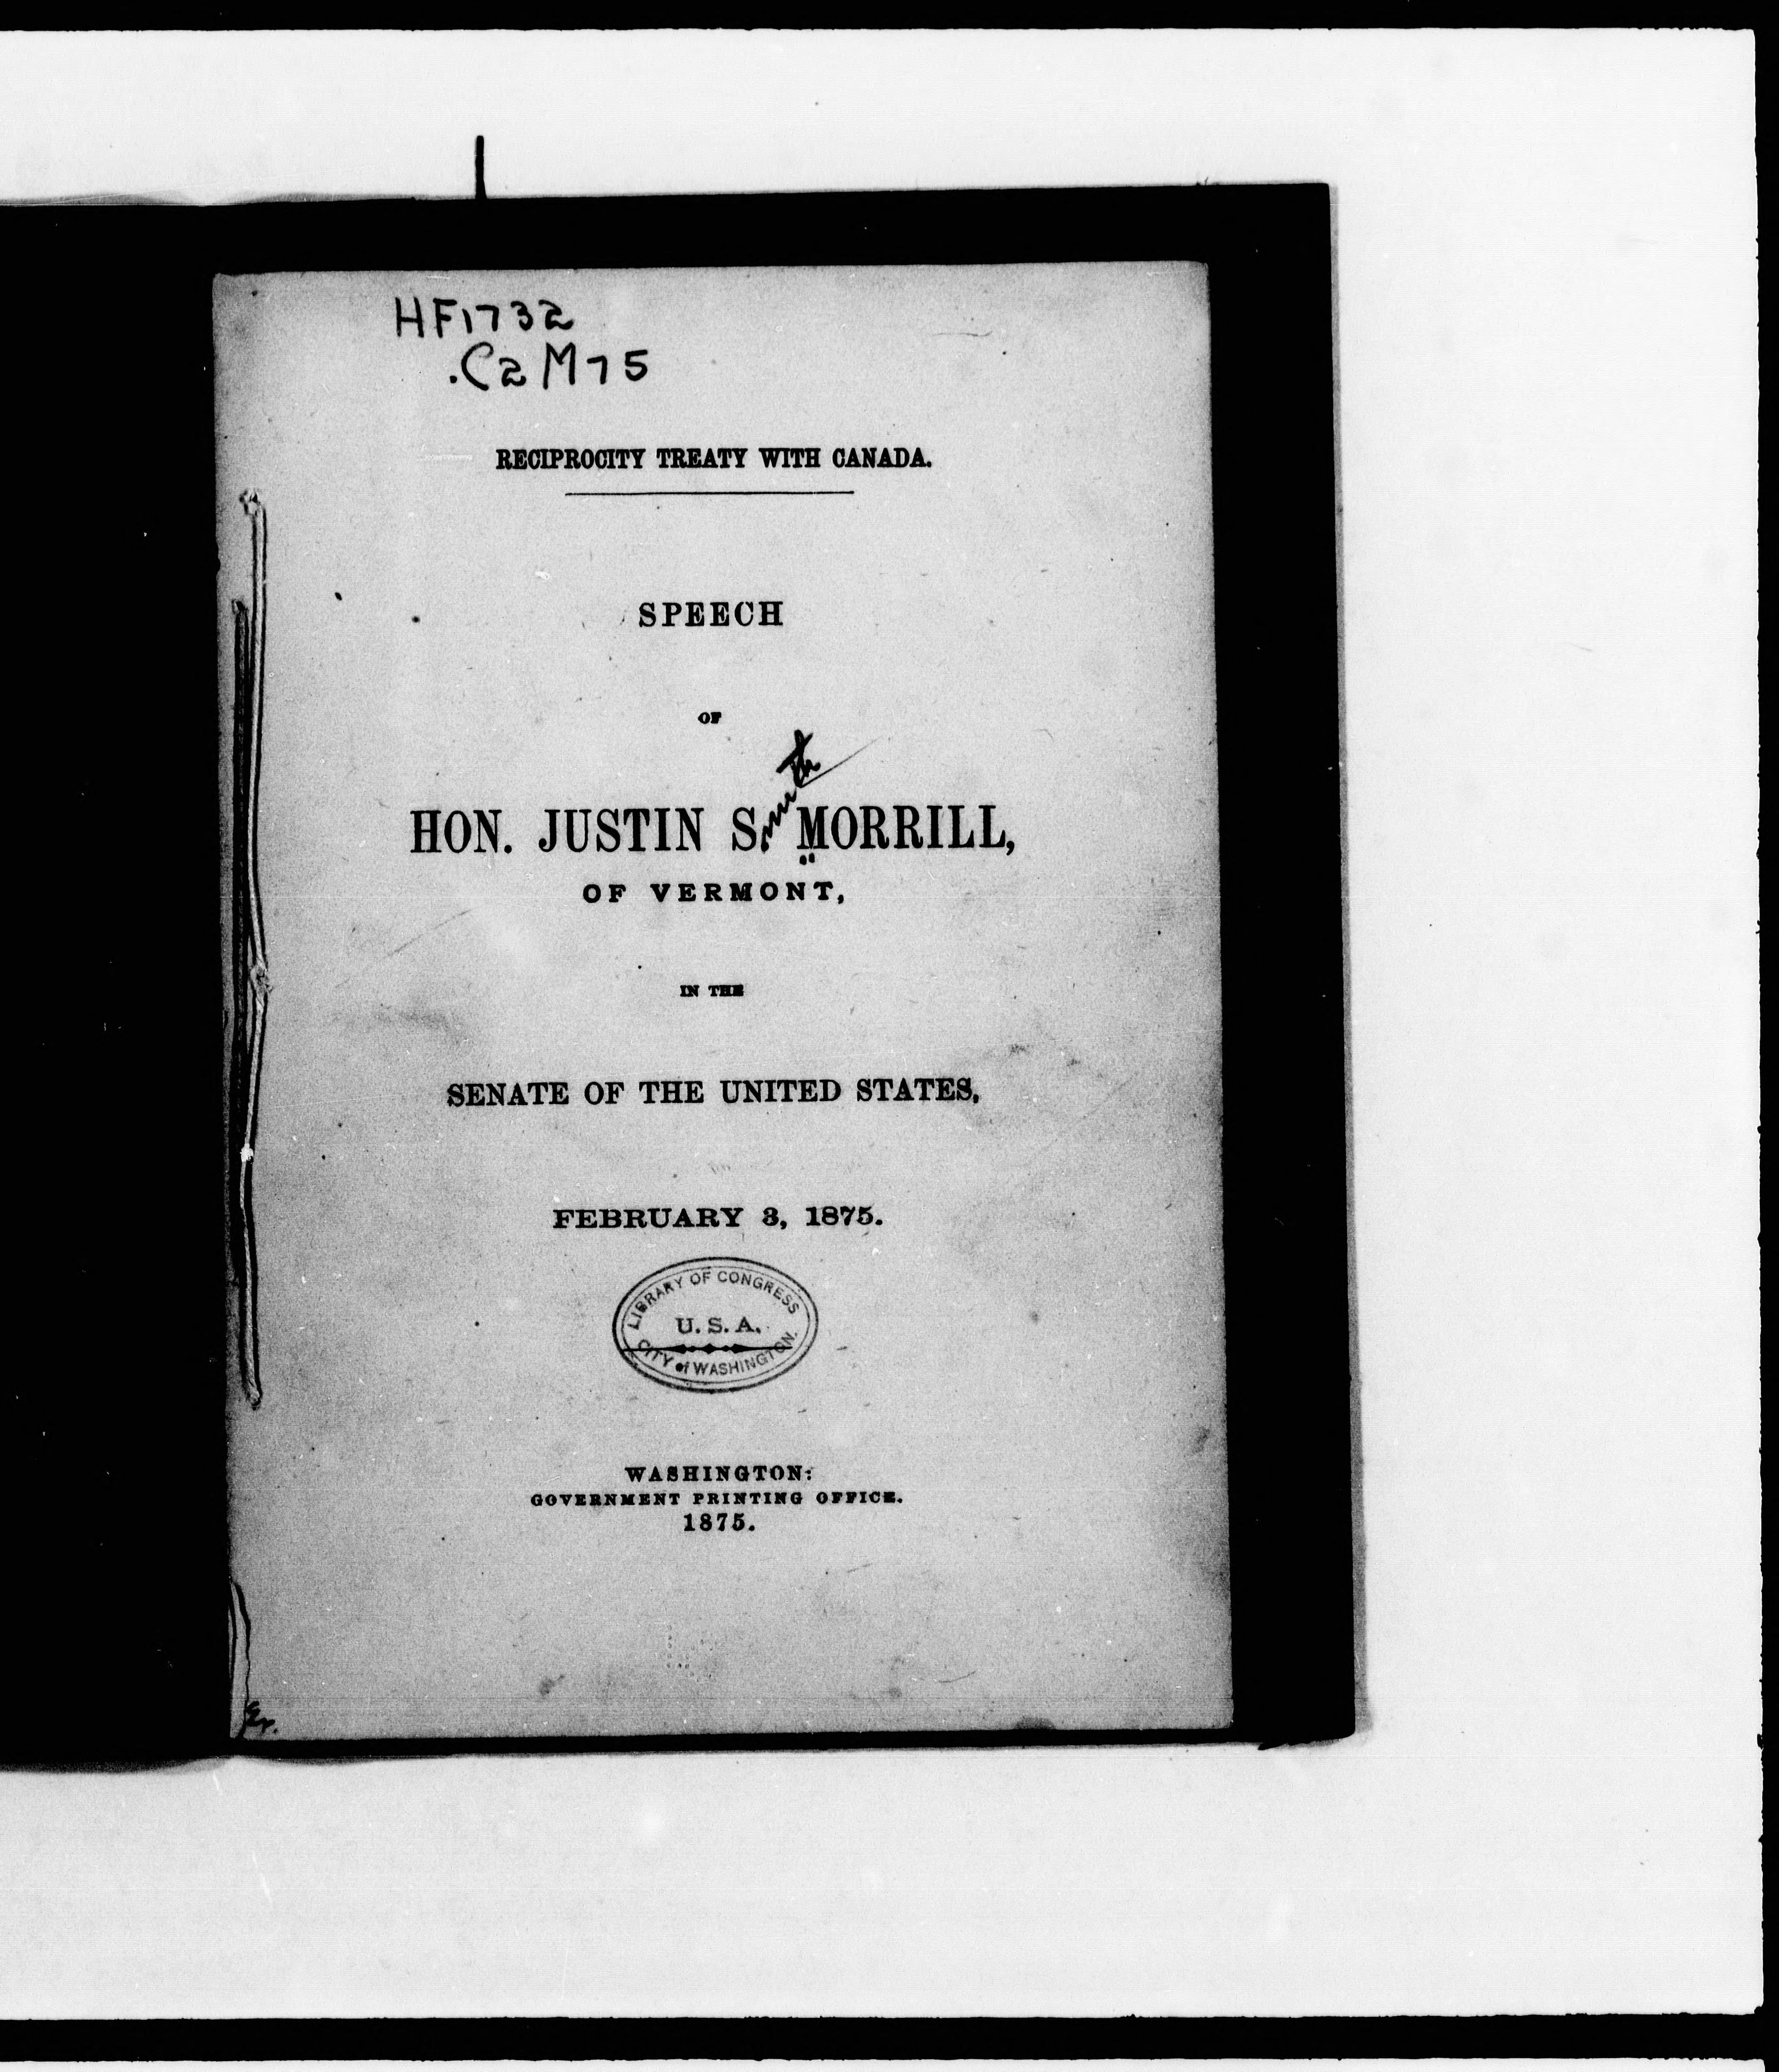 HF1732
.C2M75
RECIPROCITY TREATY WITH CANADA.
SPEECH
OF
HON. JUSTIN Smith MORRILL,
OF VERMONT,
IN THE
SENATE OF THE UNITED STATES,
FEBRUARY 3, 1875.
LIBRARY OF CONGRESS
U. S. A.
CITY of WASHINGTON.
WASHINGTON:
GOVERNMENT PRINTING OFFICE.
1875.